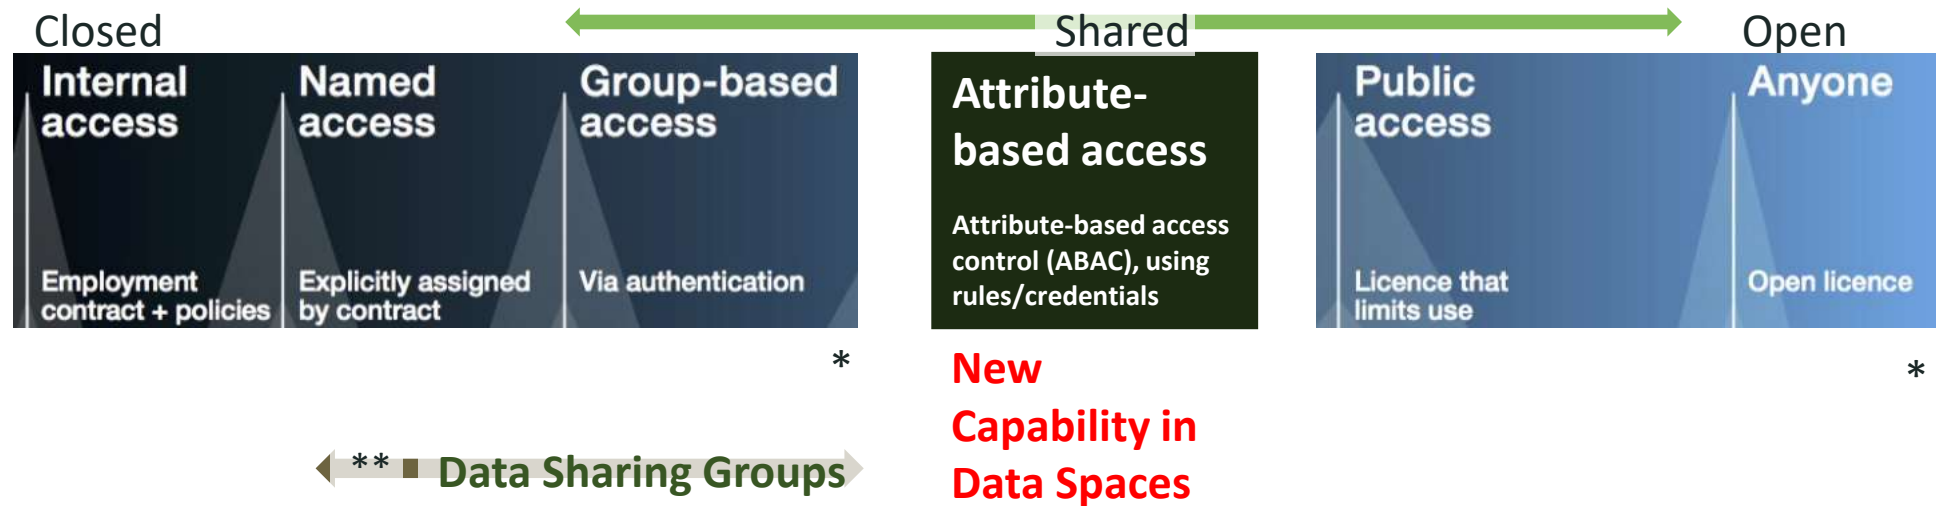 Closed
Shared
Open
Internal
access
Employment
contract + policies
Named
access
Explicitly assigned
by contract
Group-based
access
Via authentication
Attribute-
based access
Attribute-based access
control (ABAC), using
rules/credentials
Public
access
Licence that
limits use
Anyone
Open licence
*
New
Capability in
Data Spaces
*
** Data Sharing Groups